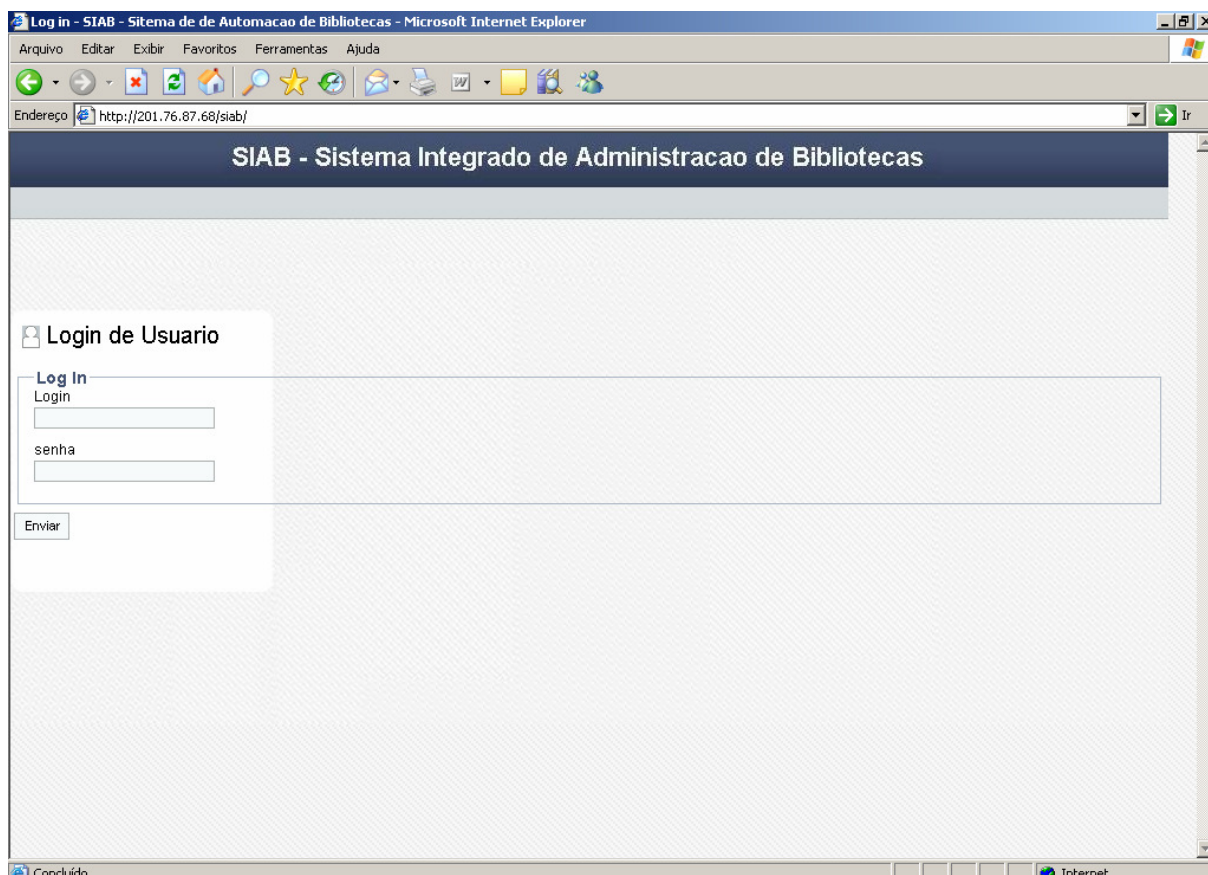 Log in - SIAB - Sitema de de Automacao de Bibliotecas - Microsoft Internet Explorer
Arquivo Editar Exibir Favoritos Ferramentas Ajuda
Endereço http://201.76.87.68/siab/ Ir
SIAB - Sistema Integrado de Administracao de Bibliotecas
Login de Usuario
Log In
Login
senha
Enviar
Concluído Internet